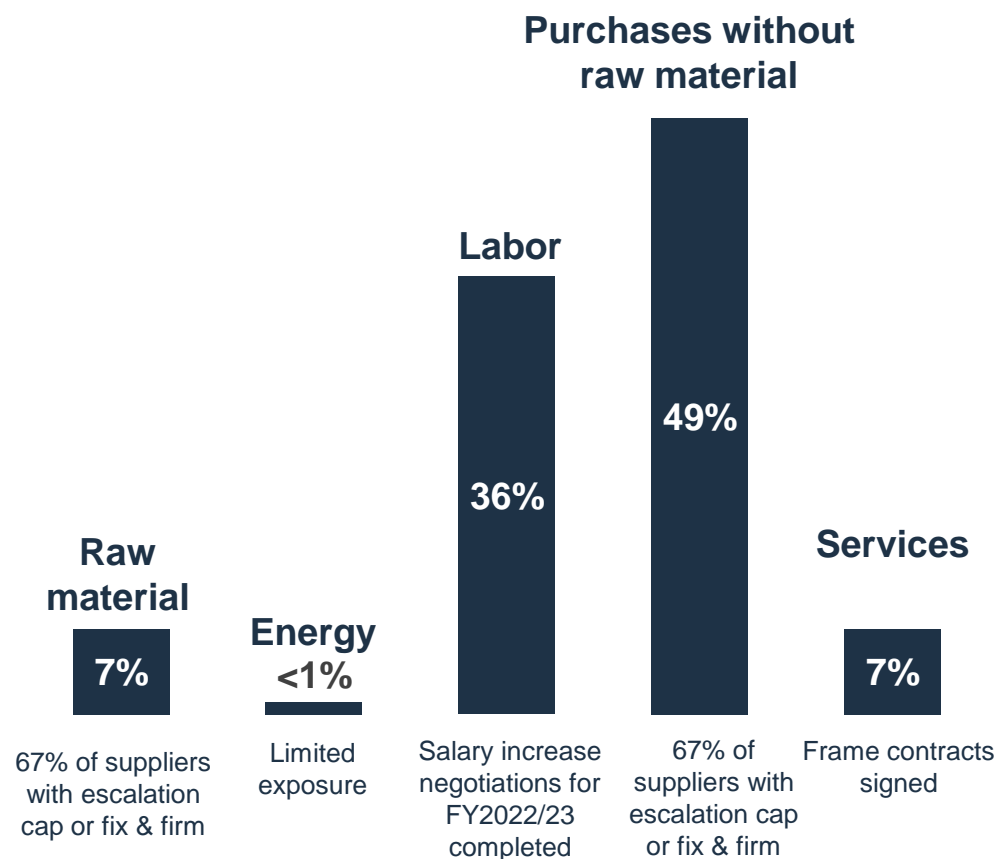 Purchases without
raw material
Labor
49%
36%
Raw
material
Services
Energy
<1%
7%
7%
67% of suppliers
with escalation
cap or fix & firm
Limited
exposure
Salary increase
negotiations for
FY2022/23
completed
67% of
suppliers with
escalation cap
or fix & firm
Frame contracts
signed